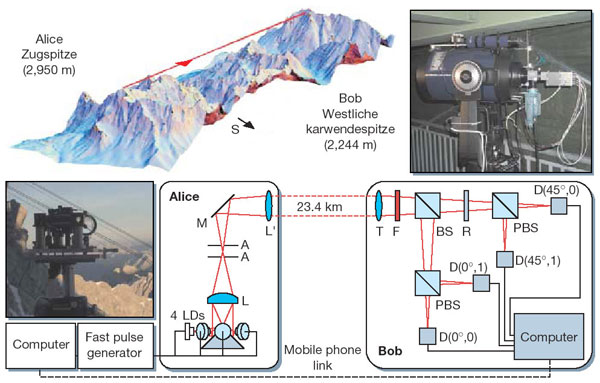 Alice
Zugspitze
(2,950 m)
Bob
Westliche
karwendespitze
(2,244 m)
S
Alice
M
L'
A
A
L
4 LDs
23.4 km
T
F
BS
R
PBS
D(45°,0)
D(45°,1)
D(0°,1)
PBS
D(0°,0)
Computer
Bob
Computer
Fast pulse
generator
Mobile phone
link